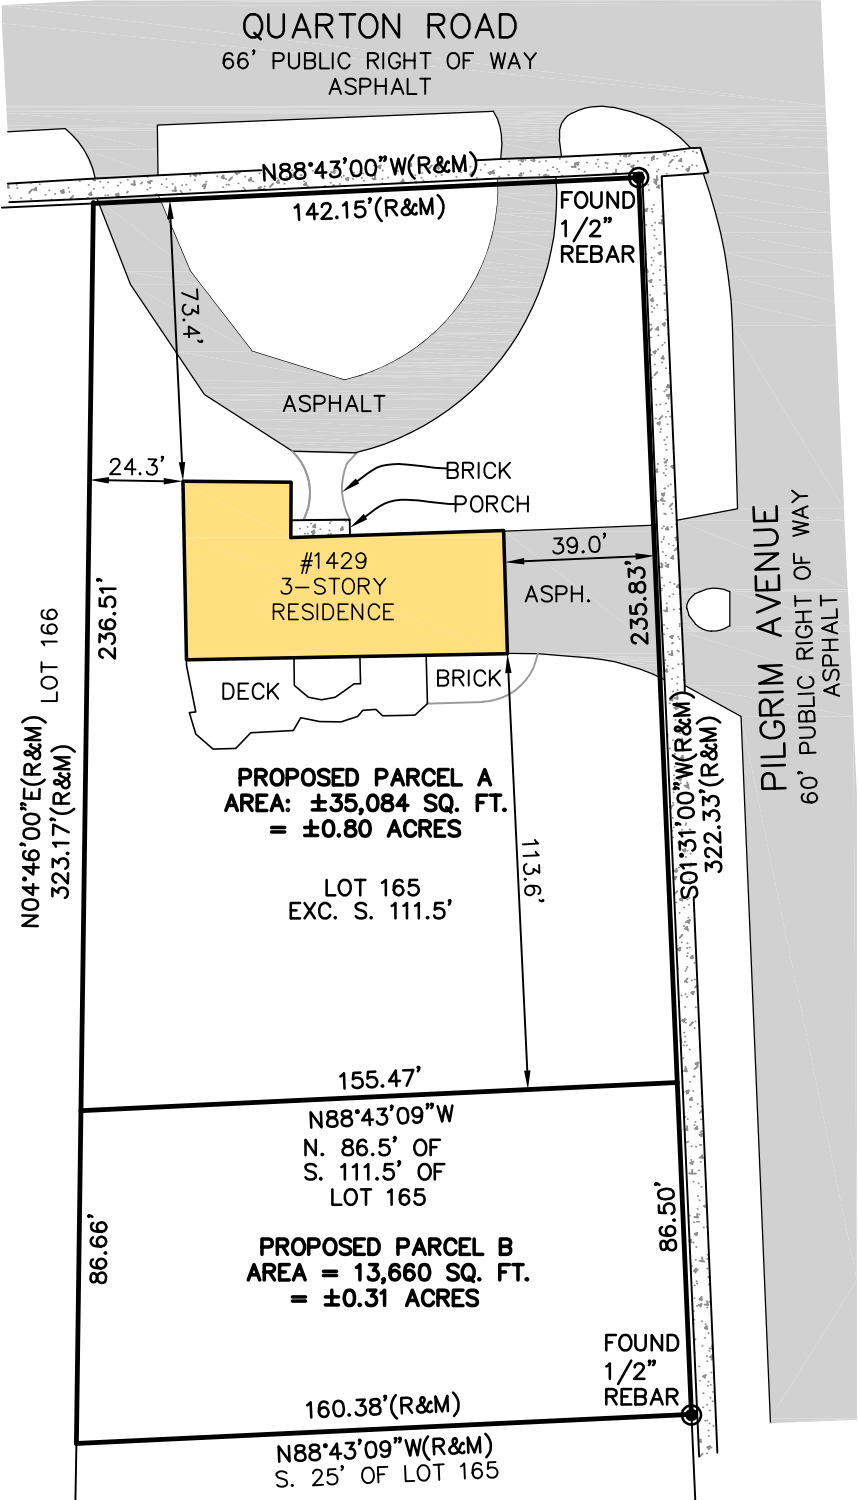 QUARTON ROAD
66' PUBLIC RIGHT OF WAY
ASPHALT
N88°43'00"W(R&M)
142.15'(R&M)
FOUND
1/2"
REBAR
73.4'
ASPHALT
24.3'
BRICK
PORCH
#1429
3-STORY
RESIDENCE
39.0'
ASPH.
236.51'
235.83'
LOT 166
N04°46'00"E(R&M)
323.17'(R&M)
DECK
BRICK
PILGRIM AVENUE
60' PUBLIC RIGHT OF WAY
ASPHALT
S01°31'00"W(R&M)
322.33'(R&M)
PROPOSED PARCEL A
AREA: ±35,084 SQ. FT.
= ±0.80 ACRES
113.6'
LOT 165
EXC. S. 111.5'
155.47'
N88°43'09"W
N. 86.5' OF
S. 111.5' OF
LOT 165
86.66'
86.50'
PROPOSED PARCEL B
AREA = 13,660 SQ. FT.
= ±0.31 ACRES
FOUND
1/2"
REBAR
160.38'(R&M)
N88°43'09"W(R&M)
S. 25' OF LOT 165